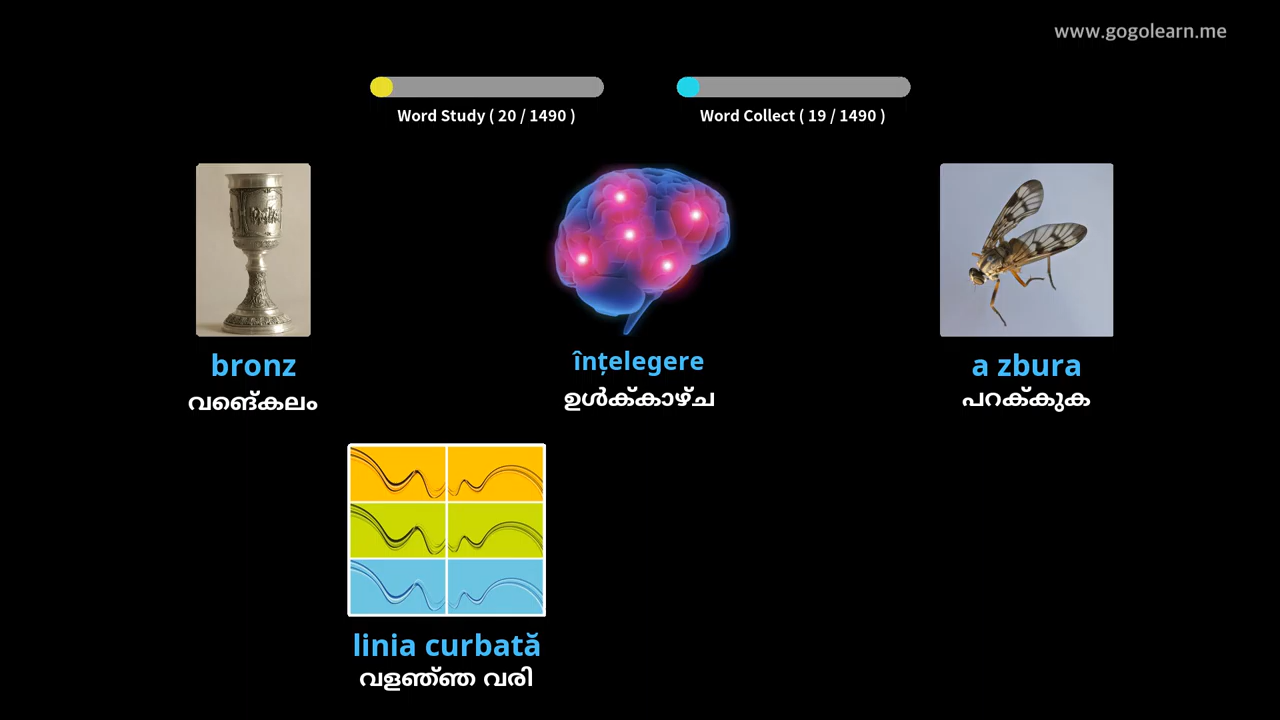 www.gogolearn.me
Word Study ( 20 / 1490 )
Word Collect ( 19 / 1490 )
bronz
വെങ്കലം
înțelegere
ഉൾക്കാഴ്ച
a zbura
പറക്കുക
linia curbată
വളഞ്ഞ വരി